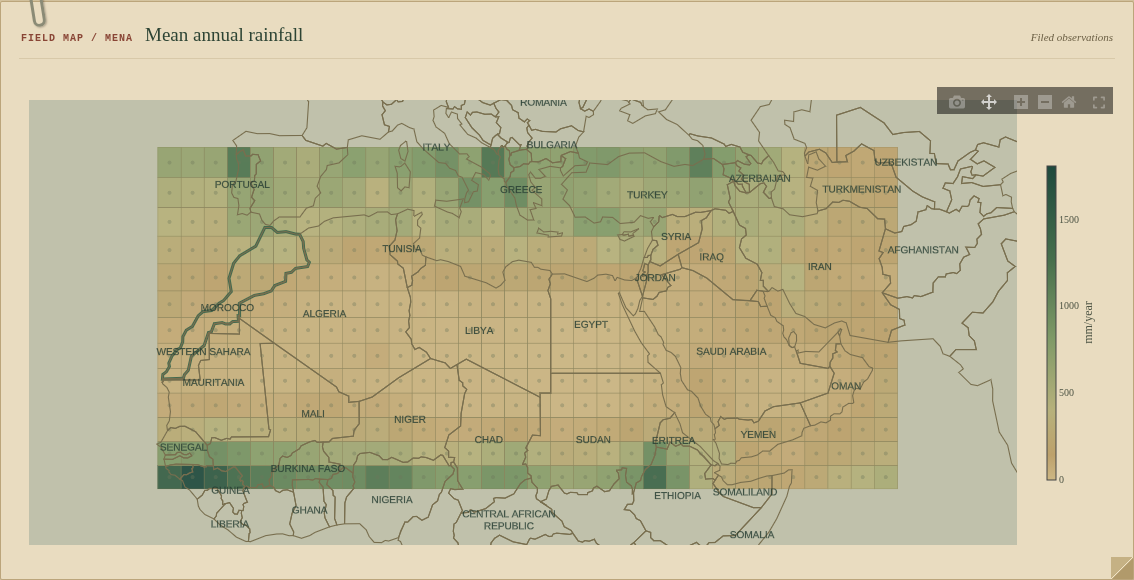 FIELD MAP / MENA Mean annual rainfall
Filed observations
ROMANIA
ITALY
BULGARIA
UZBEKISTAN
AZERBAIJAN
PORTUGAL
GREECE
TURKEY
TURKMENISTAN
SYRIA
TUNISIA
IRAQ
AFGHANISTAN
IRAN
JORDAN
MOROCCO
ALGERIA
LIBYA
EGYPT
WESTERN SAHARA
SAUDI ARABIA
MAURITANIA
OMAN
MALI
NIGER
CHAD
SUDAN
ERITREA
YEMEN
SENEGAL
BURKINA FASO
GUINEA
NIGERIA
ETHIOPIA
SOMALILAND
GHANA
LIBERIA
CENTRAL AFRICAN
REPUBLIC
SOMALIA
1500
1000
500
0
mm/year